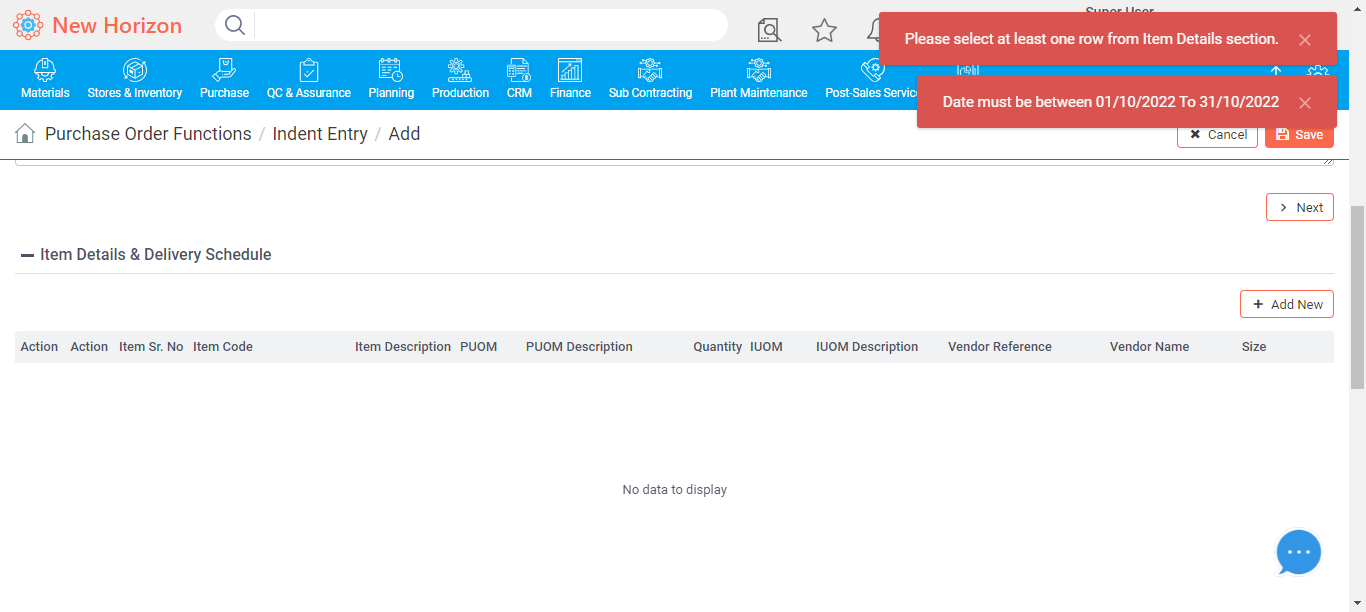 New Horizon
Super User
Please select at least one row from Item Details section.
Materials Stores & Inventory Purchase QC & Assurance Planning Production CRM Finance Sub Contracting Plant Maintenance Post-Sales Service
Date must be between 01/10/2022 To 31/10/2022
Purchase Order Functions / Indent Entry / Add
Cancel Save
Next
Item Details & Delivery Schedule
+ Add New
Action Action Item Sr. No Item Code Item Description PUOM PUOM Description Quantity IUOM IUOM Description Vendor Reference Vendor Name Size
No data to display